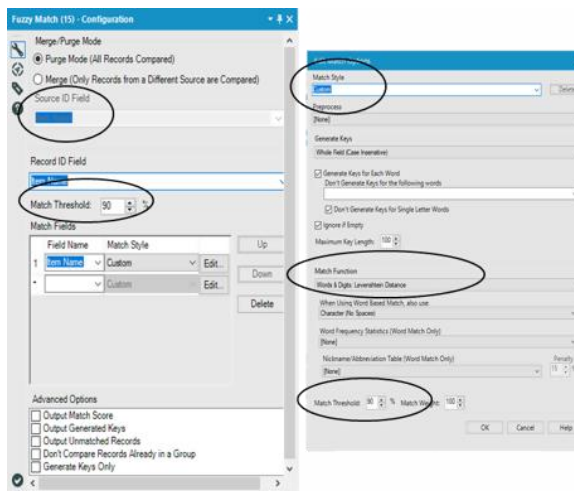 Fuzzy Match (15) - Configuration
Merge/Purge Mode
Purge Mode (All Records Compared)
Merge (Only Records from a Different Source are Compared)
Source ID Field
Record ID Field
Item Name
Match Threshold: 90 %
Match Fields
Field Name Match Style
1 Item Name Custom Edit...
* Custom Edit...
Up
Down
Delete
Advanced Options
Output Match Score
Output Generated Keys
Output Unmatched Records
Don't Compare Records Already in a Group
Generate Keys Only
Edit Match Options
Match Style
Custom Delete
Preprocess
[None]
Generate Keys
Whole Field (Case Insensitive)
Generate Keys for Each Word
Don't Generate Keys for the following words
Don't Generate Keys for Single Letter Words
Ignore if Empty
Maximum Key Length: 100
Match Function
Words & Digits: Levenshtein Distance
When Using Word Based Match, also use
Character (No Spaces)
Word Frequency Statistics (Word Match Only)
[None]
Nickname/Abbreviation Table (Word Match Only) Penalty
[None] 15 %
Match Threshold: 90 % Match Weight: 100
OK Cancel Help